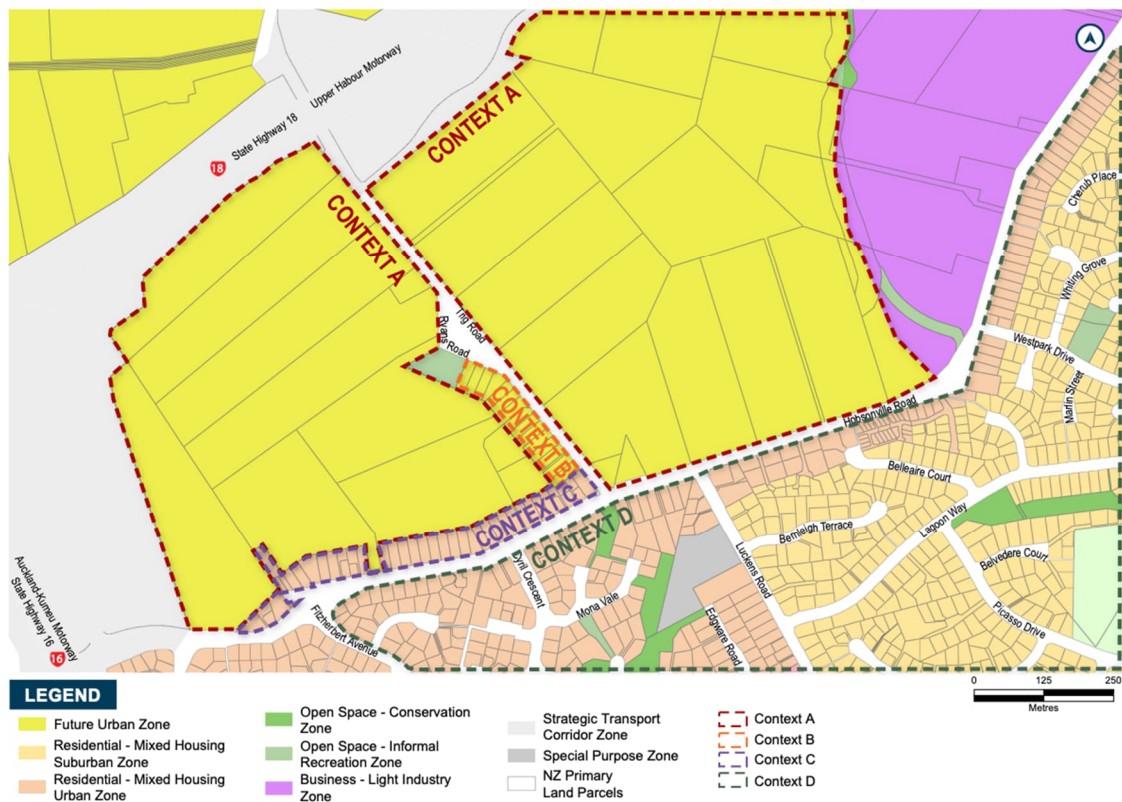 Upper Habour Motorway
State Highway 18
18
CONTEXT A
CONTEXT A
Cherub Place
Whiting Grove
Westpark Drive
Marlin Street
Trig Road
Ryans Road
CONTEXT B
CONTEXT C
CONTEXT D
Hobsonville Road
Belleaire Court
Lagoon Way
Bernleigh Terrace
Luckens Road
Belvedere Court
Picasso Drive
Dyril Crescent
Mona Vale
Edgware Road
Fitzherbert Avenue
Auckland-Kumeu Motorway
State Highway 16
16
0 125 250
Metres
LEGEND
Future Urban Zone
Residential - Mixed Housing
Suburban Zone
Residential - Mixed Housing
Urban Zone
Open Space - Conservation
Zone
Open Space - Informal
Recreation Zone
Business - Light Industry
Zone
Strategic Transport
Corridor Zone
Special Purpose Zone
NZ Primary
Land Parcels
Context A
Context B
Context C
Context D